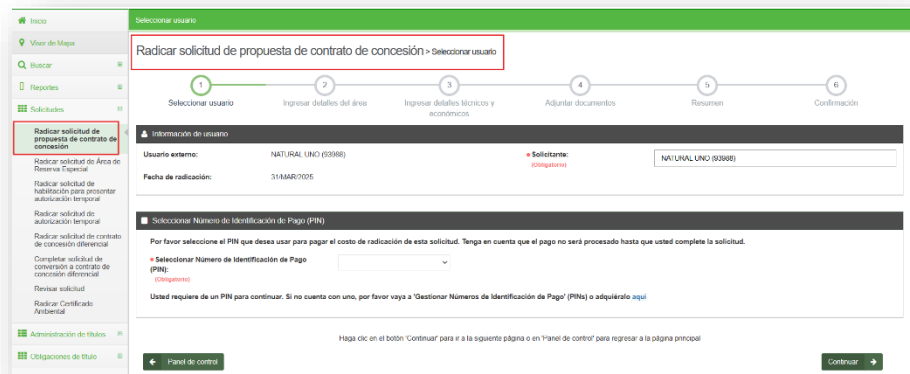 Inicio
Visor de Mapa
Buscar
Reportes
Solicitudes
Radicar solicitud de
propuesta de contrato de
concesión
Radicar solicitud de Área de
Reserva Especial
Radicar solicitud de
habilitación para presentar
autorización temporal
Radicar solicitud de
autorización temporal
Radicar solicitud de contrato
de concesión diferencial
Completar solicitud de
conversión a contrato de
concesión diferencial
Revisar solicitud
Radicar Certificado
Ambiental
Administración de títulos
Obligaciones de título
Seleccionar usuario
Radicar solicitud de propuesta de contrato de concesión > Seleccionar usuario
1
Seleccionar usuario
2
Ingresar detalles del área
3
Ingresar detalles técnicos y
económicos
4
Adjuntar documentos
5
Resumen
6
Confirmación
Información de usuario
Usuario externo: NATURAL UNO (93988)
* Solicitante: NATURAL UNO (93988)
(Obligatorio)
Fecha de radicación: 31/MAR/2025
Seleccionar Número de Identificación de Pago (PIN)
Por favor seleccione el PIN que desea usar para pagar el costo de radicación de esta solicitud. Tenga en cuenta que el pago no será procesado hasta que usted complete la solicitud.
* Seleccionar Número de Identificación de Pago
(PIN):
(Obligatorio)
Usted requiere de un PIN para continuar. Si no cuenta con uno, por favor vaya a 'Gestionar Números de Identificación de Pago' (PINs) o adquiéralo aqui
Haga clic en el botón 'Continuar' para ir a la siguiente página o en 'Panel de control' para regresar a la página principal
Panel de control
Continuar